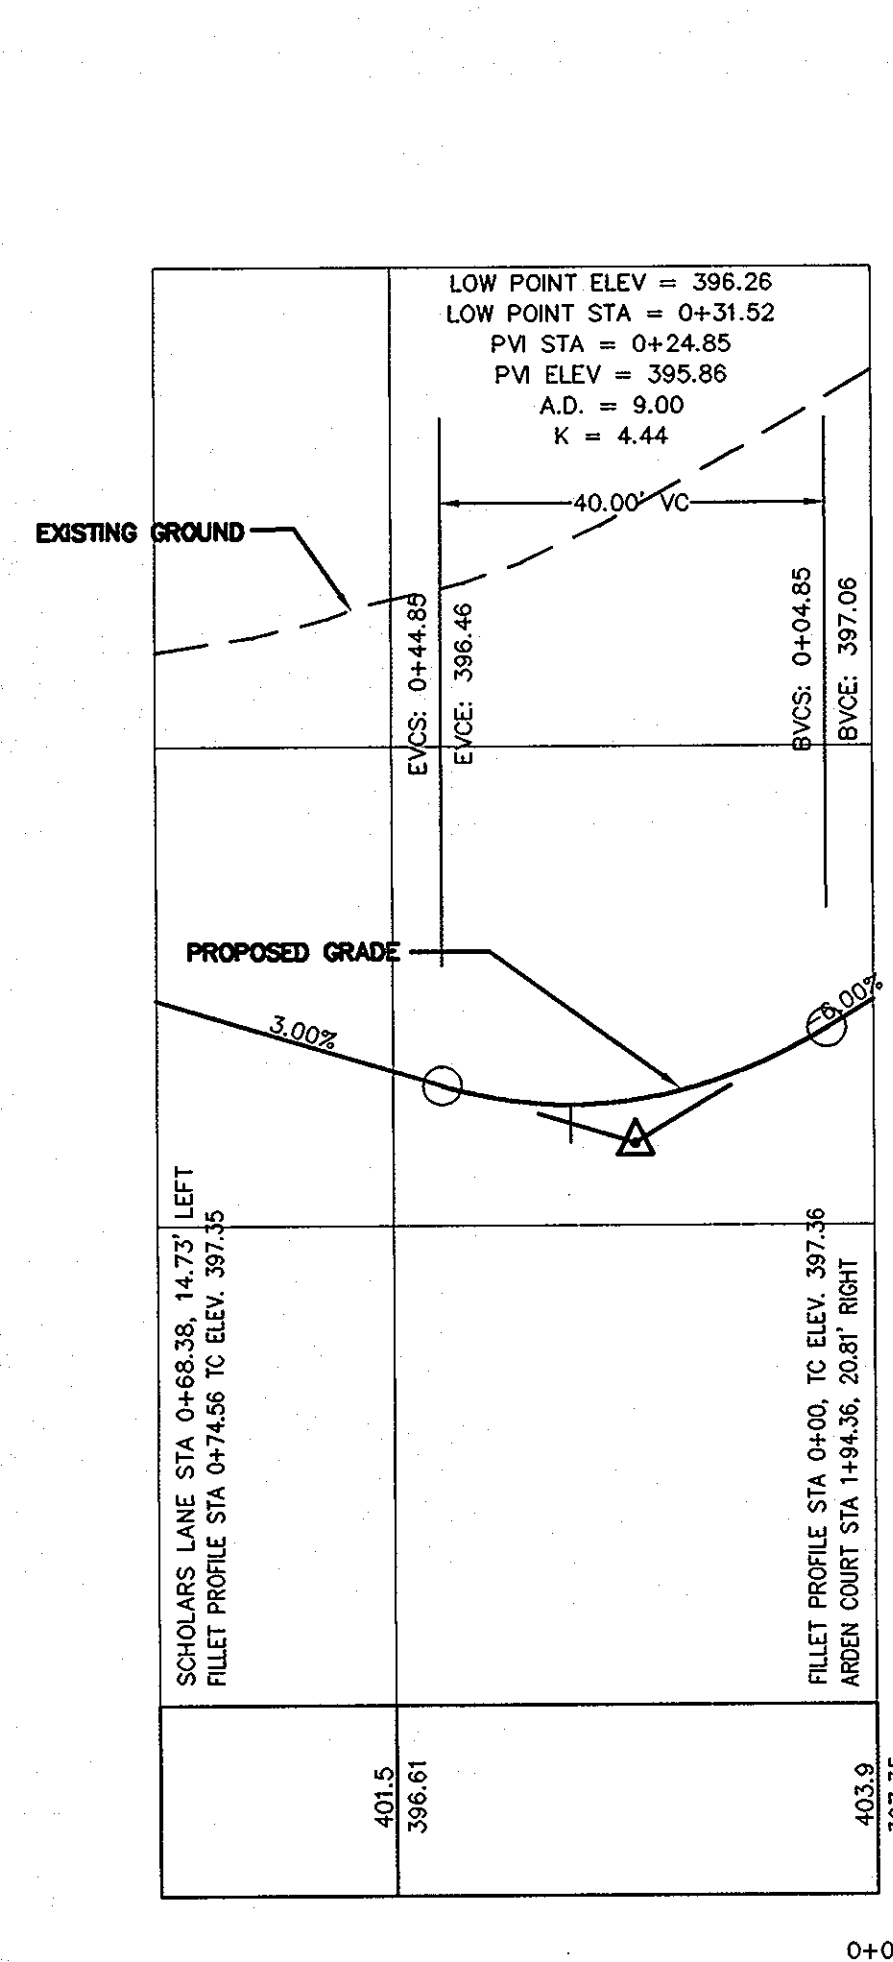 LOW POINT ELEV = 396.26
LOW POINT STA = 0+31.52
PVI STA = 0+24.85
PVI ELEV = 395.86
A.D. = 9.00
K = 4.44
40.00' VC
EXISTING GROUND
EVCS: 0+44.85
EVCE: 396.46
BVCS: 0+04.85
BVCE: 397.06
PROPOSED GRADE
3.00%
-6.00%
SCHOLARS LANE STA 0+68.38, 14.73' LEFT
FILLET PROFILE STA 0+74.56 TC ELEV. 397.35
FILLET PROFILE STA 0+00, TC ELEV. 397.36
ARDEN COURT STA 1+94.36, 20.81' RIGHT
401.5
396.61
403.9
0+0